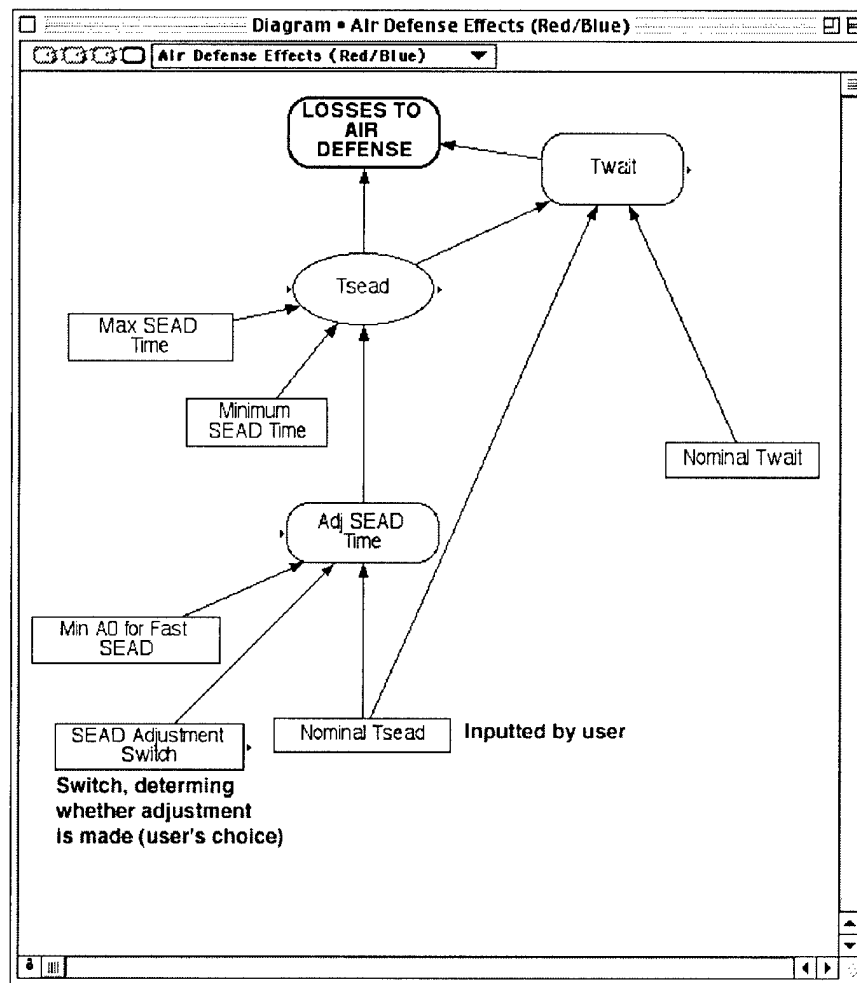 Diagram • Air Defense Effects (Red/Blue)
Air Defense Effects (Red/Blue)
LOSSES TO
AIR
DEFENSE
Twait
Tsead
Max SEAD
Time
Minimum
SEAD Time
Nominal Twait
Adj SEAD
Time
Min A0 for Fast
SEAD
SEAD Adjustment
Switch
Nominal Tsead
Inputted by user
Switch, determing
whether adjustment
is made (user's choice)